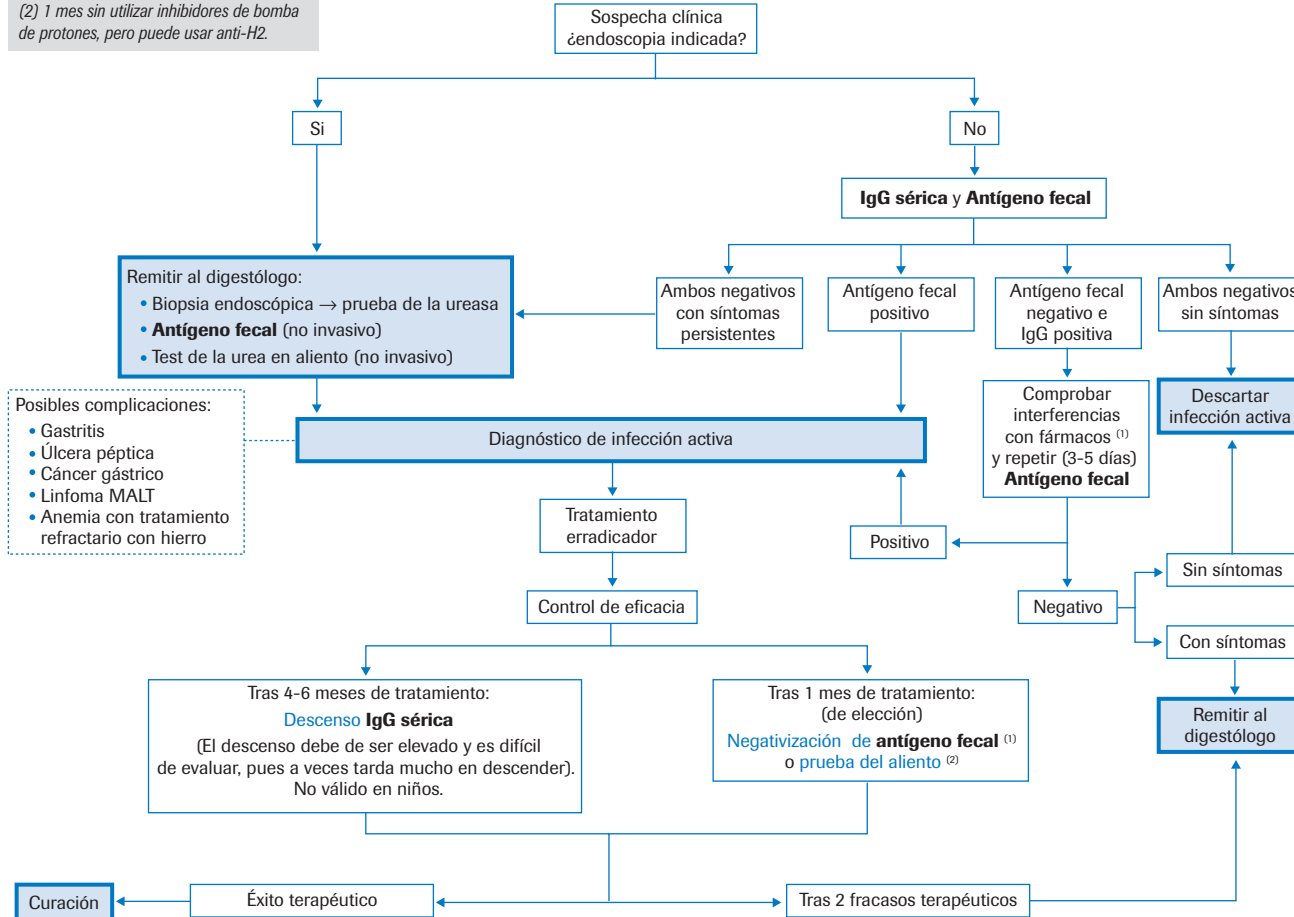 (2) 1 mes sin utilizar inhibidores de bomba
de protones, pero puede usar anti-H2.
Sospecha clínica
¿endoscopia indicada?
Si
No
IgG sérica y Antígeno fecal
Remitir al digestólogo:
• Biopsia endoscópica → prueba de la ureasa
• Antígeno fecal (no invasivo)
• Test de la urea en aliento (no invasivo)
Ambos negativos
con síntomas
persistentes
Antígeno fecal
positivo
Antígeno fecal
negativo e
IgG positiva
Ambos negativos
sin síntomas
Posibles complicaciones:
• Gastritis
• Úlcera péptica
• Cáncer gástrico
• Linfoma MALT
• Anemia con tratamiento
refractario con hierro
Diagnóstico de infección activa
Comprobar
interferencias
con fármacos (1)
y repetir (3-5 días)
Antígeno fecal
Descartar
infección activa
Tratamiento
erradicador
Positivo
Sin síntomas
Control de eficacia
Negativo
Con síntomas
Tras 4-6 meses de tratamiento:
Descenso IgG sérica
(El descenso debe de ser elevado y es difícil
de evaluar, pues a veces tarda mucho en descender).
No válido en niños.
Tras 1 mes de tratamiento:
(de elección)
Negativización de antígeno fecal (1)
o prueba del aliento (2)
Remitir al
digestólogo
Curación
Éxito terapéutico
Tras 2 fracasos terapéuticos